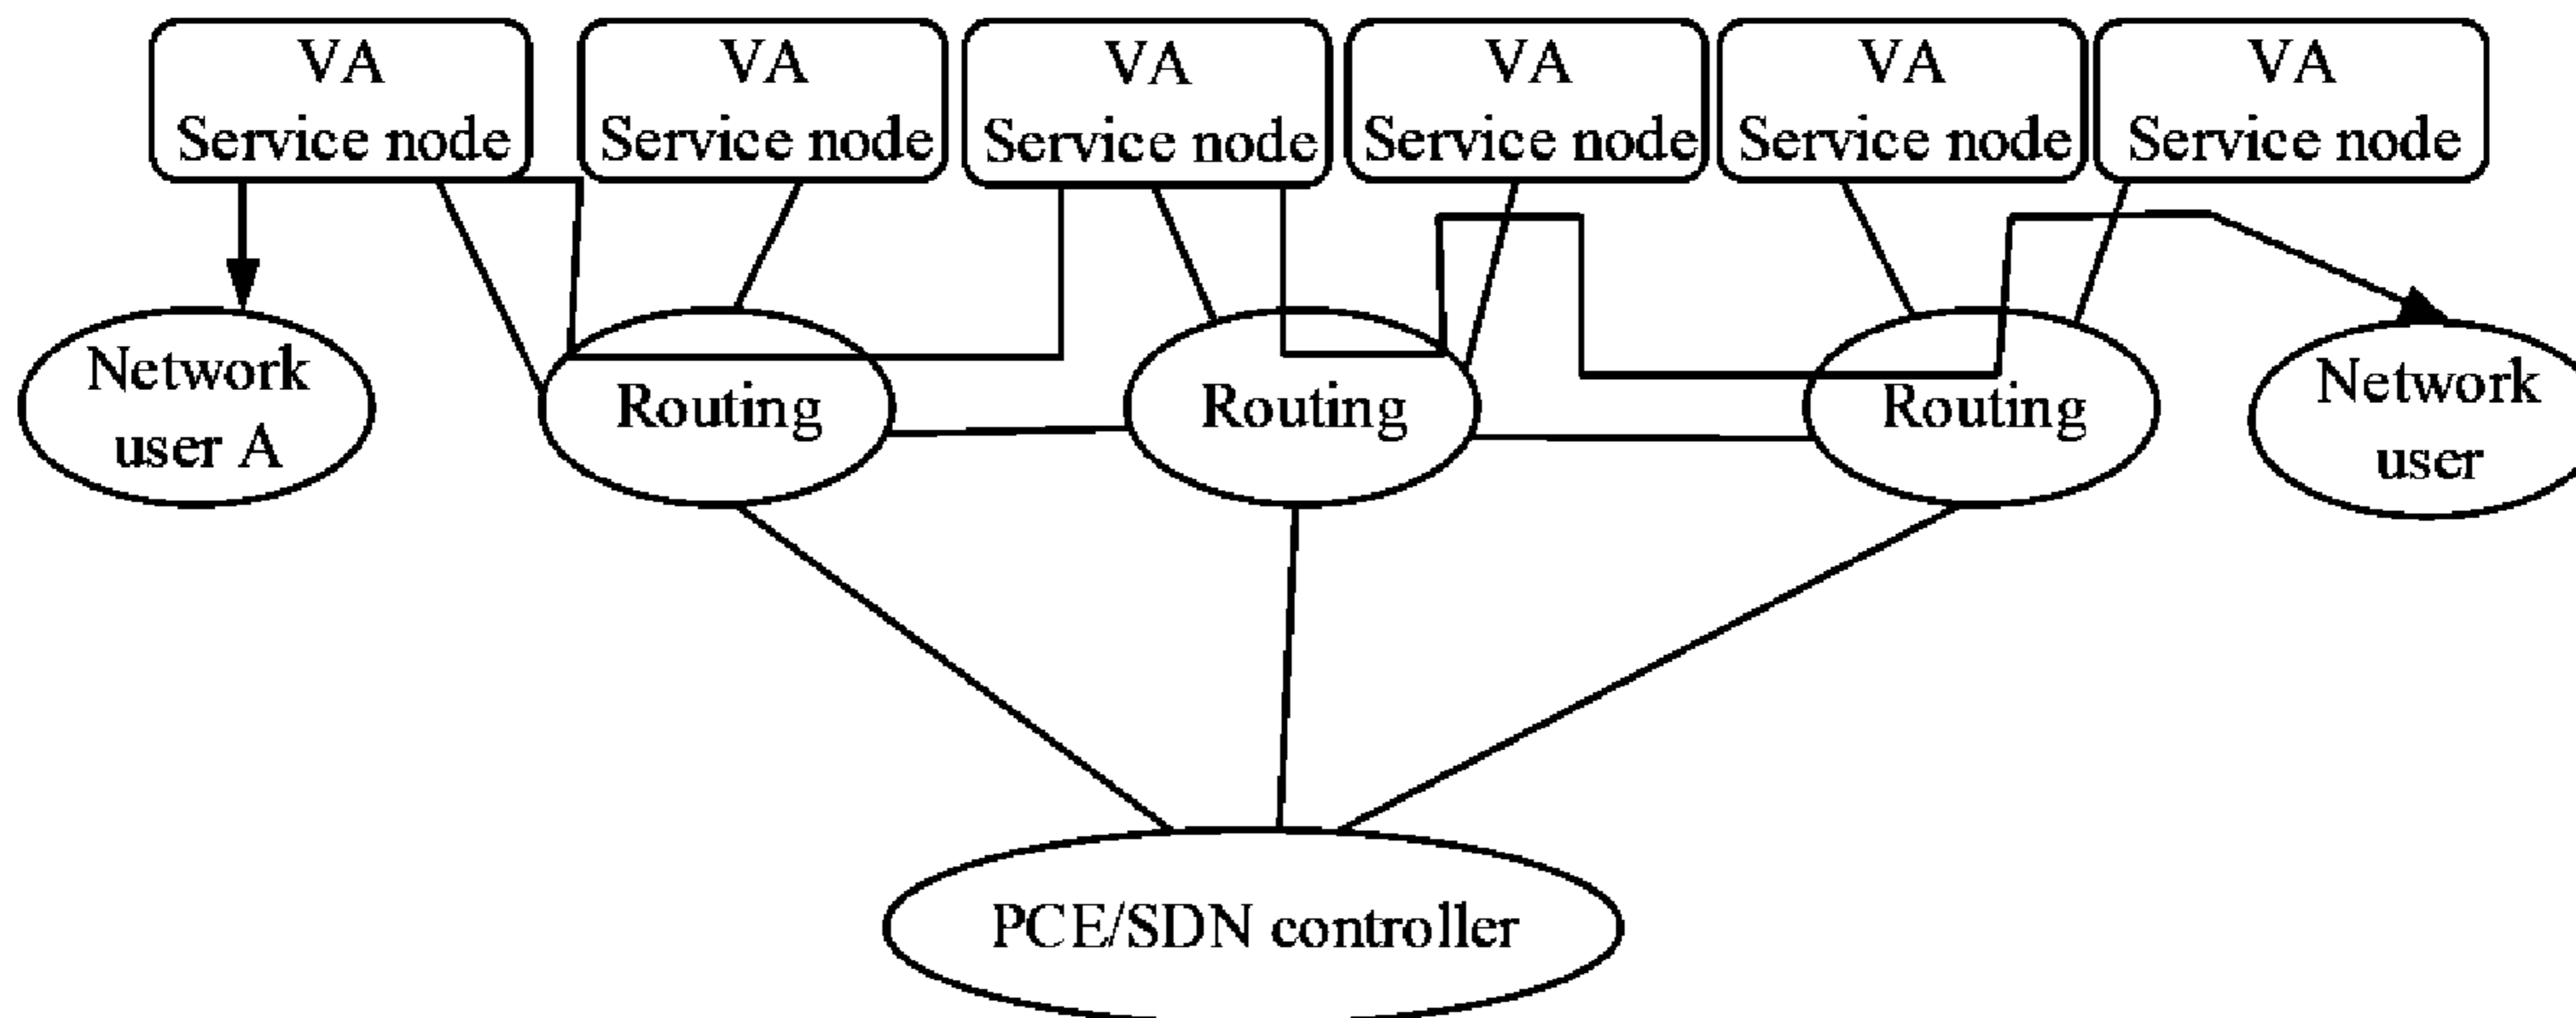 VA
Service node
VA
Service node
VA
Service node
VA
Service node
VA
Service node
VA
Service node
Network
user A
Routing
Routing
Routing
Network
user
PCE/SDN controller